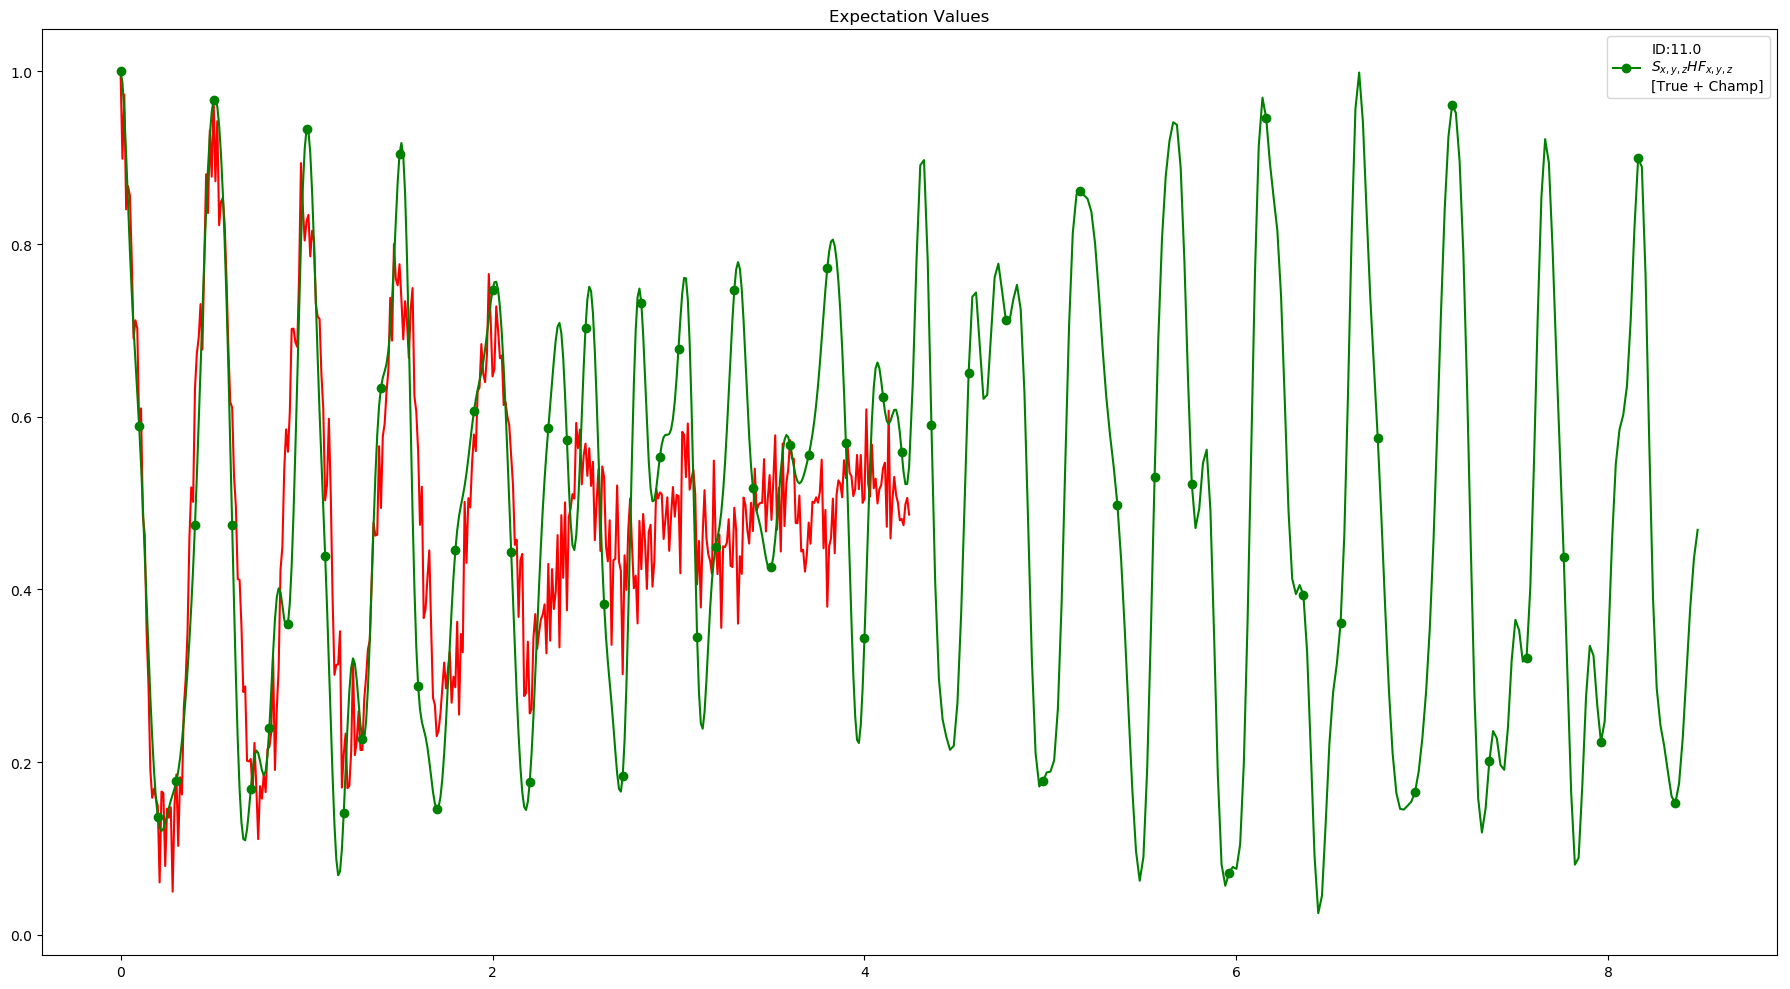 Expectation Values
ID:11.0
S_{x,y,z}HF_{x,y,z}
[True + Champ]
1.0
0.8
0.6
0.4
0.2
0.0
0 2 4 6 8